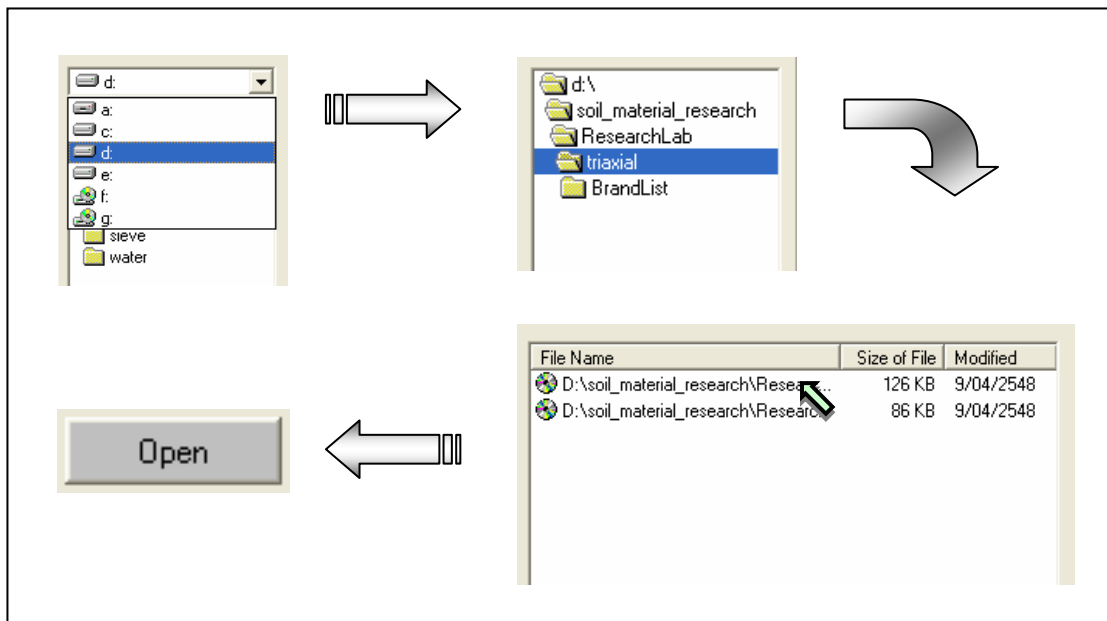 d:
a:
c:
d:
e:
f:
g:
sieve
water
d:\
soil_material_research
ResearchLab
triaxial
BrandList
File Name Size of File Modified
D:\soil_material_research\Researc... 126 KB 9/04/2548
D:\soil_material_research\Research... 86 KB 9/04/2548
Open